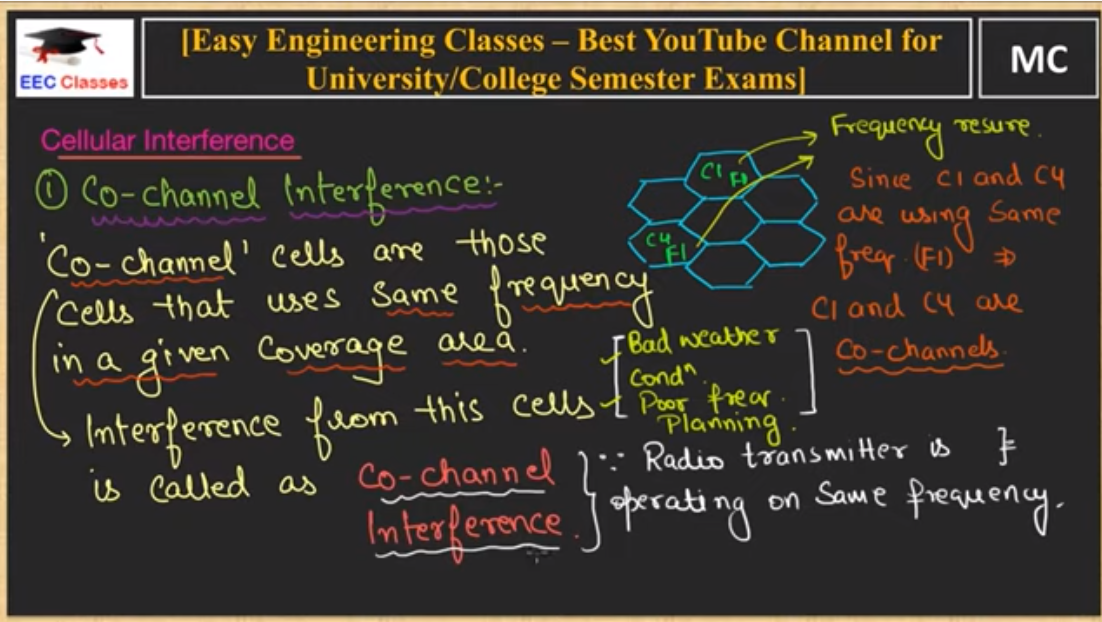 EEC Classes
[Easy Engineering Classes – Best YouTube Channel for
University/College Semester Exams]
MC
Cellular Interference
① Co-channel Interference:-
'Co-channel' cells are those
cells that uses same frequency
in a given coverage area.
→ Interference from this cells
is called as Co-channel
Interference.
C1 F1
C4
F1
Frequency resure.
Since C1 and C4
are using Same
freq. (F1) ⇒
C1 and C4 are
Co-channels.
Bad weather
Condⁿ.
Poor frear.
Planning.
∵ Radio transmitter is
operating on Same frequency.